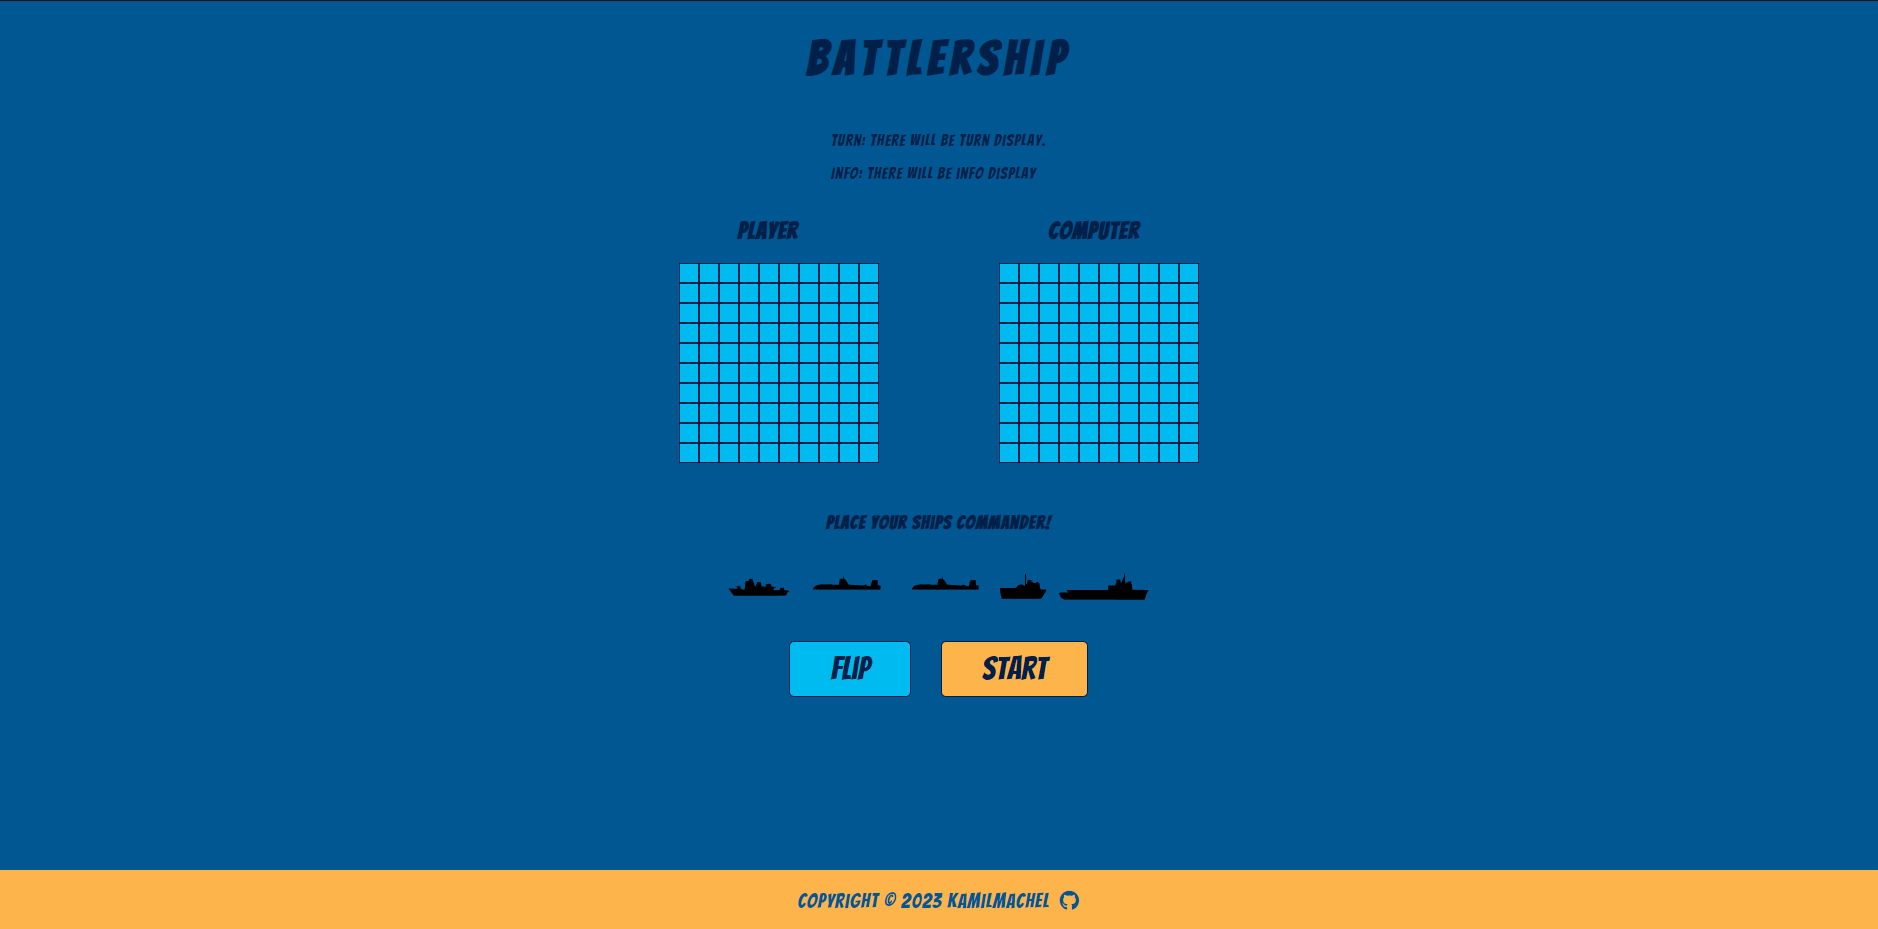 BATTLERSHIP
TURN: THERE WILL BE TURN DISPLAY.
INFO: THERE WILL BE INFO DISPLAY
PLAYER
COMPUTER
PLACE YOUR SHIPS COMMANDER!
FLIP
START
COPYRIGHT © 2023 KAMILMACHEL